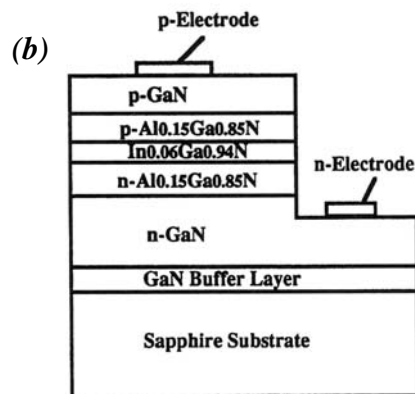 (b)
p-Electrode
p-GaN
p-Al0.15Ga0.85N
In0.06Ga0.94N
n-Al0.15Ga0.85N
n-Electrode
n-GaN
GaN Buffer Layer
Sapphire Substrate